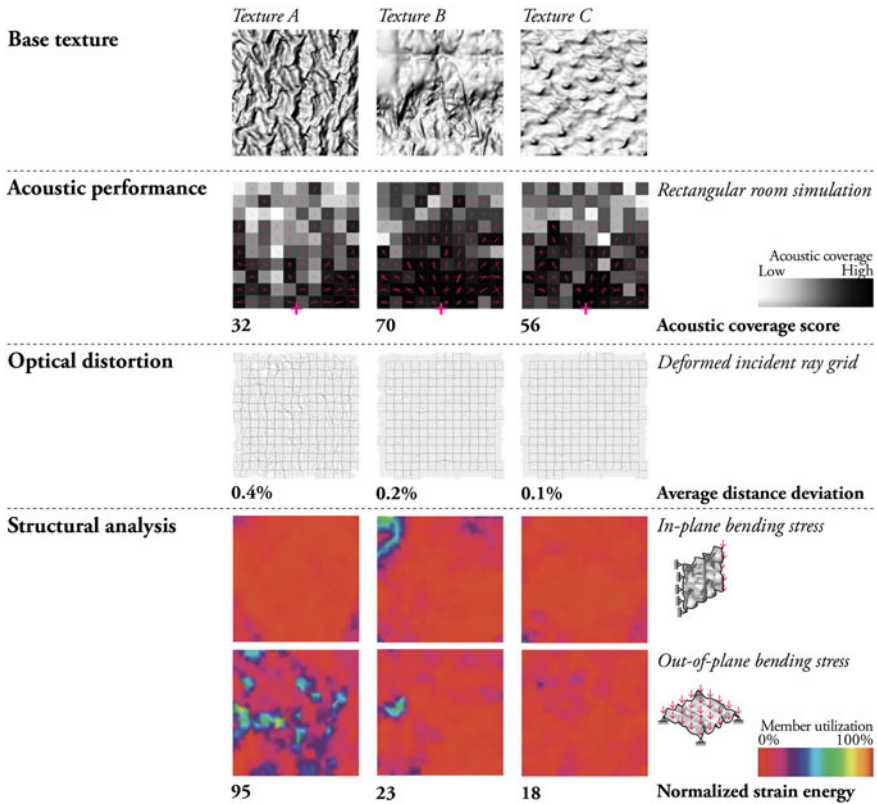 Texture A Texture B Texture C
Base texture
Acoustic performance
Rectangular room simulation
Acoustic coverage
Low High
32 70 56 Acoustic coverage score
Optical distortion
Deformed incident ray grid
0.4% 0.2% 0.1% Average distance deviation
Structural analysis
In-plane bending stress
Out-of-plane bending stress
Member utilization
0% 100%
95 23 18 Normalized strain energy